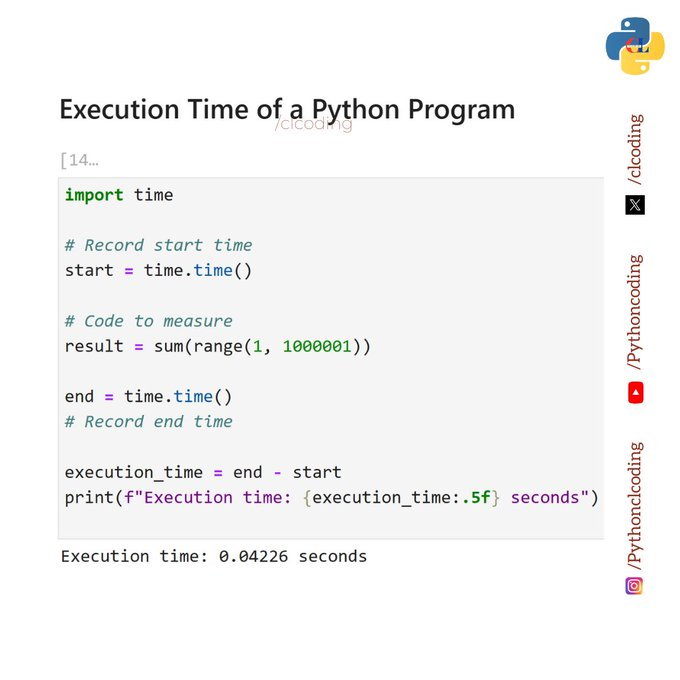 Execution Time of a Python Program
/clcoding
[14…
import time
# Record start time
start = time.time()
# Code to measure
result = sum(range(1, 1000001))
end = time.time()
# Record end time
execution_time = end - start
print(f"Execution time: {execution_time:.5f} seconds")
Execution time: 0.04226 seconds
/clcoding
/Pythoncoding
/Pythonclcoding